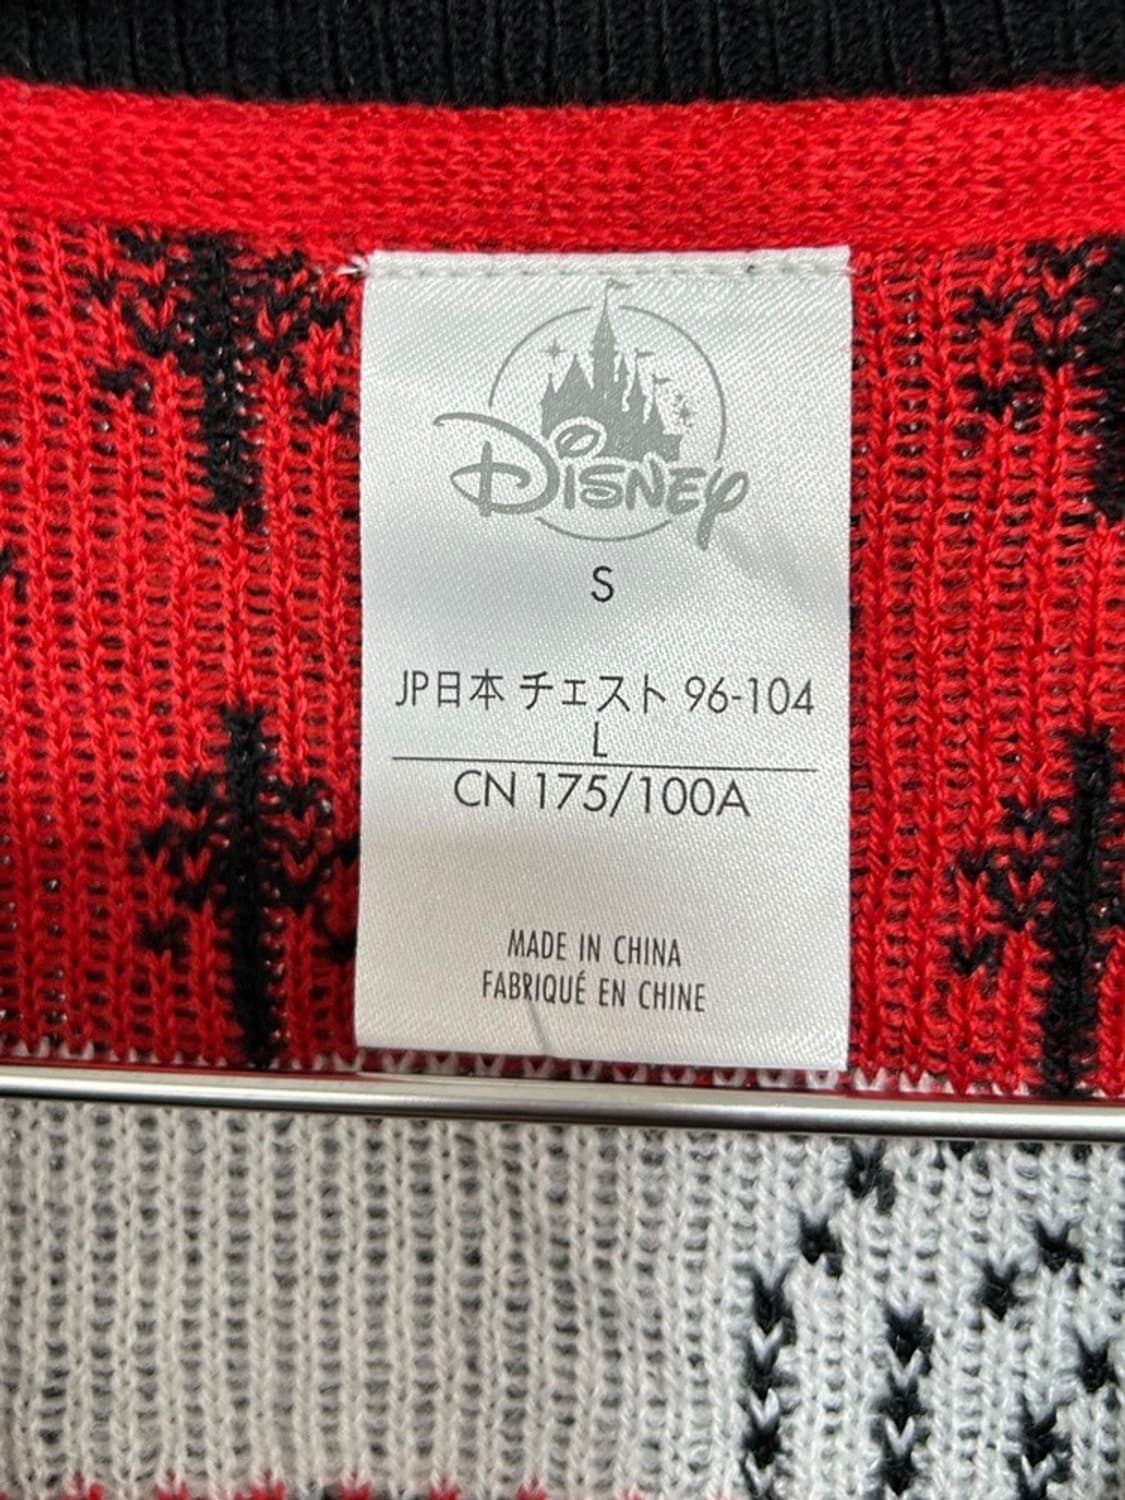 Disney
S
JP日本 チェスト 96-104
L
CN 175/100A
MADE IN CHINA
FABRIQUÉ EN CHINE